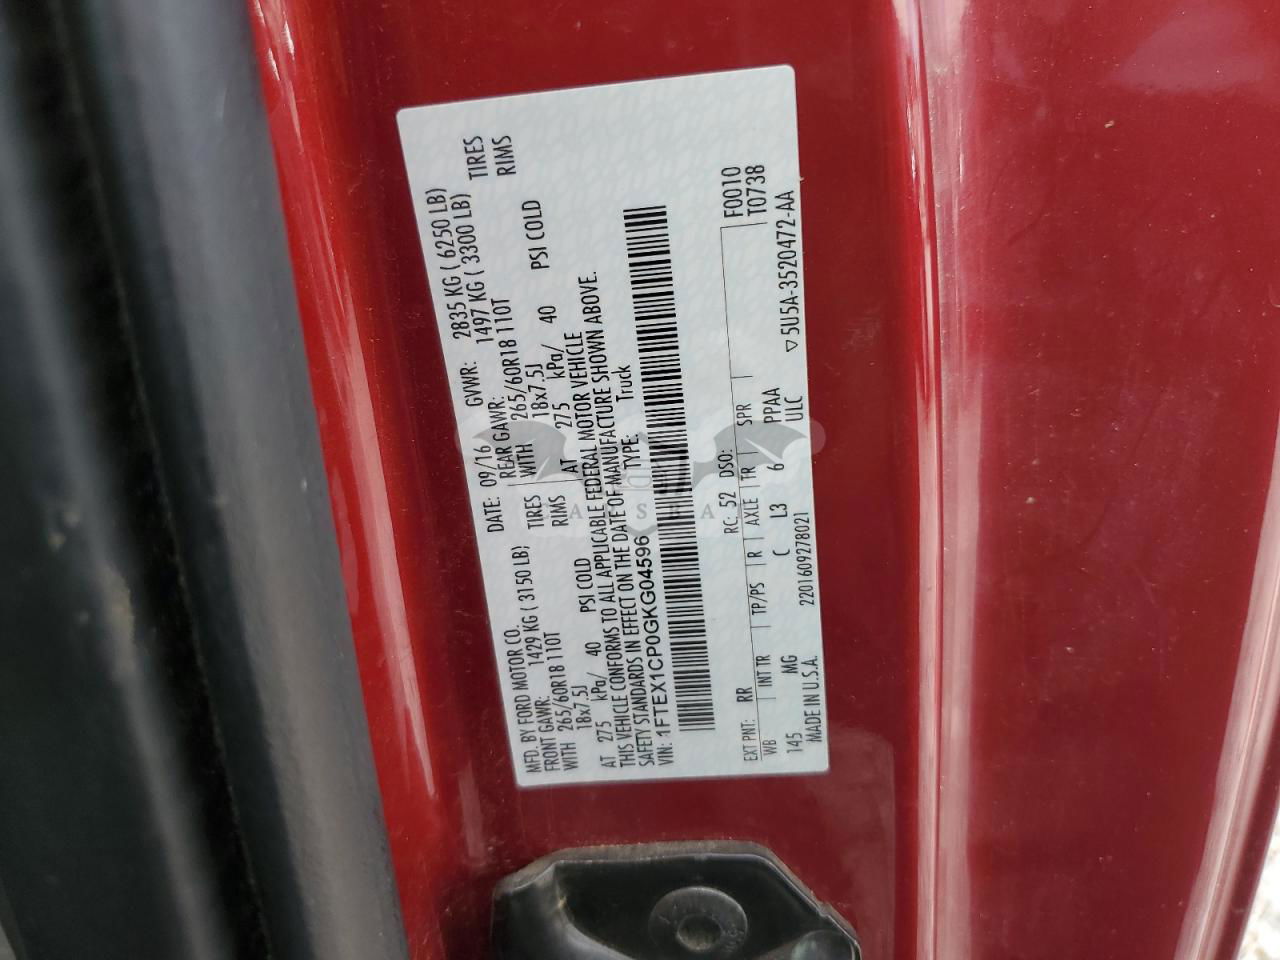 MFD. BY FORD MOTOR CO. DATE: 09/16 GVWR: 2835 KG ( 6250 LB)
FRONT GAWR: 1429 KG ( 3150 LB) REAR GAWR: 1497 KG ( 3300 LB)
WITH 265/60R18 110T TIRES WITH 265/60R18 110T TIRES
18x7.5J RIMS 18x7.5J RIMS
AT 275 kPa/ 40 PSI COLD AT 275 kPa/ 40 PSI COLD
THIS VEHICLE CONFORMS TO ALL APPLICABLE FEDERAL MOTOR VEHICLE
SAFETY STANDARDS IN EFFECT ON THE DATE OF MANUFACTURE SHOWN ABOVE.
VIN: 1FTEX1CP0GKG04596 TYPE: Truck
F0010
EXT PNT: RR RC: 52 DSO: T0738
WB INT TR TP/PS R AXLE TR SPR
145 MG C L3 6 PPAA
MADE IN U.S.A. 2201609278021 ULC ▽5U5A-3520472-AA